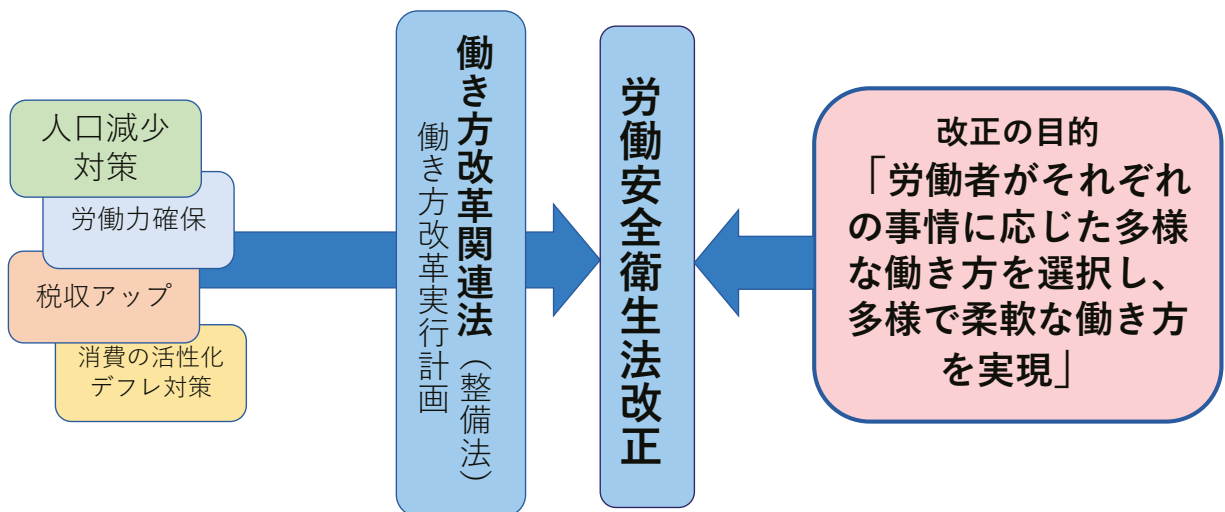 人口減少
対策
労働力確保
税収アップ
消費の活性化
デフレ対策
働き方改革関連法（整備法）
働き方改革実行計画
労働安全衛生法改正
改正の目的
「労働者がそれぞれ
の事情に応じた多様
な働き方を選択し、
多様で柔軟な働き方
を実現」